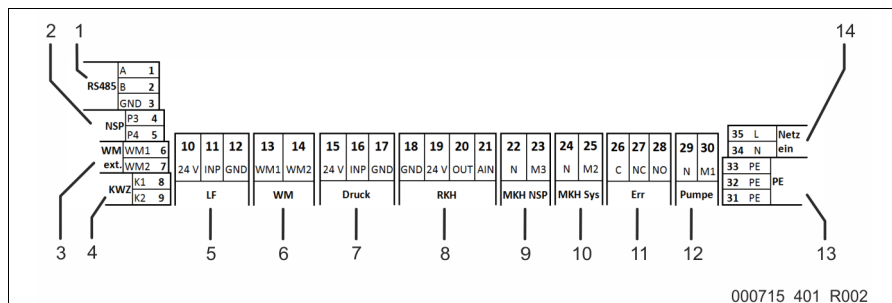 2 1 14
A 1
RS485 B 2
GND 3
NSP P3 4
P4 5
WM WM1 6
ext. WM2 7
KWZ K1 8
K2 9
10 11 12 13 14 15 16 17 18 19 20 21 22 23 24 25 26 27 28 29 30
24 V INP GND WM1 WM2 24 V INP GND GND 24 V OUT AIN N M3 N M2 C NC NO N M1
LF WM Druck RKH MKH NSP MKH Sys Err Pumpe
35 L Netz
34 N ein
33 PE
32 PE PE
31 PE
3 4 5 6 7 8 9 10 11 12 13
000715_401_R002